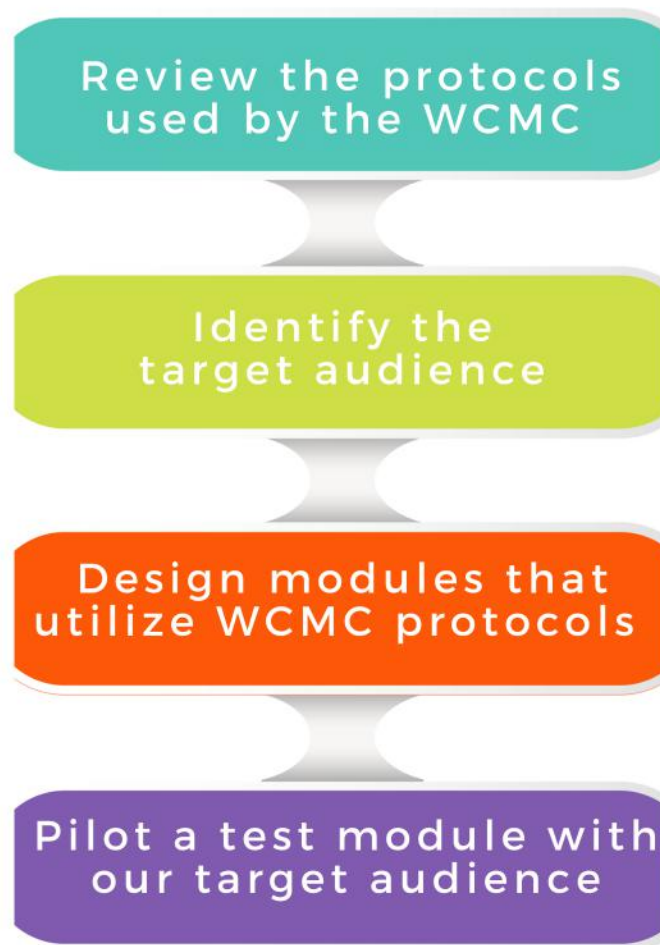 Review the protocols
used by the WCMC
Identify the
target audience
Design modules that
utilize WCMC protocols
Pilot a test module with
our target audience